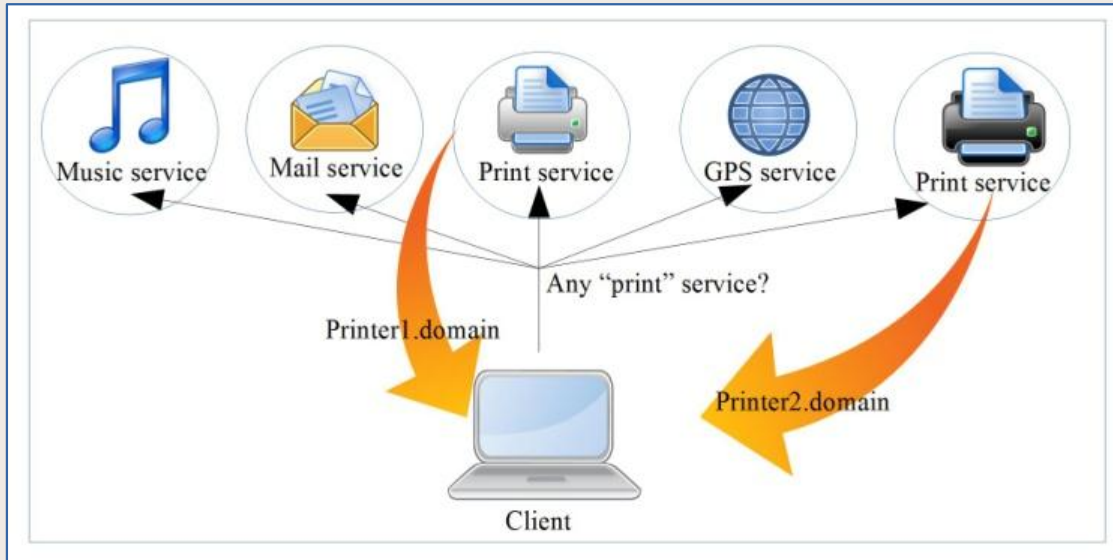 Music service
Mail service
Print service
GPS service
Print service
Any “print” service?
Printer1.domain
Printer2.domain
Client